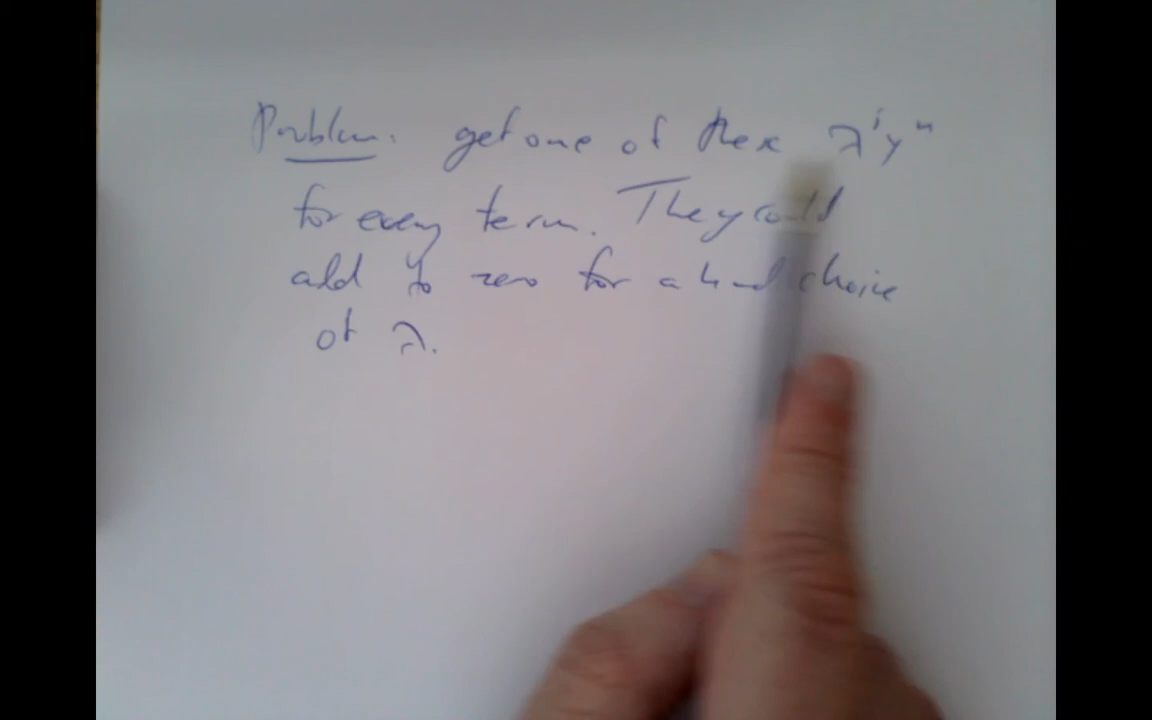 Problem. get one of these λⁱyⁿ
for every term. They could
add to zero for a bad choice
of λ.